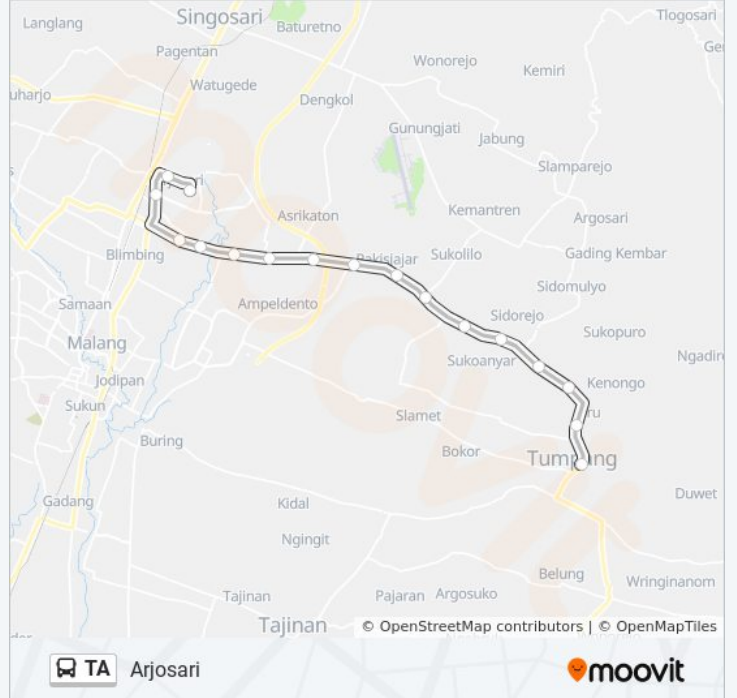 Langlang
Singosari
Baturetno
Tlogosari
Pagentan
Wonorejo
Kemiri
Watugede
Dengkol
Gunungjati
Jabung
Slamparejo
Kemantren
Asrikaton
Argosari
Blimbing
Pakisjajar
Sukolilo
Gading Kembar
Sidomulyo
Samaan
Ampeldento
Sidorejo
Sukopuro
Malang
Sukoanyar
Jodipan
Kenongo
Sukun
Slamet
Buring
Bokor
Tumpang
Duwet
Gadang
Kidal
Ngingit
Belung
Wringinanom
Tajinan
Pajaran
Argosuko
Tajinan
© OpenStreetMap contributors | © OpenMapTiles
TA Arjosari
moovit